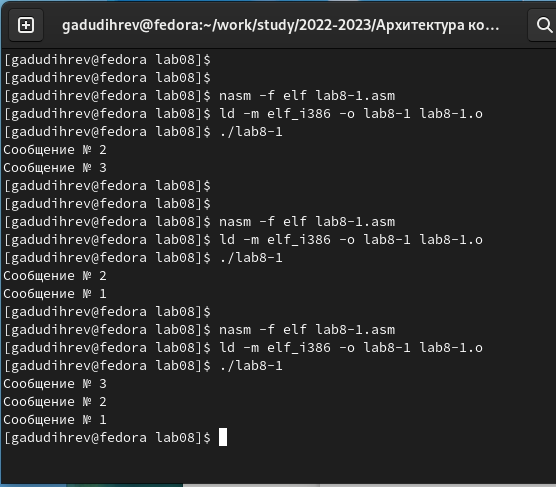 gadudihrev@fedora:~/work/study/2022-2023/Архитектура ко...
[gadudihrev@fedora lab08]$
[gadudihrev@fedora lab08]$
[gadudihrev@fedora lab08]$ nasm -f elf lab8-1.asm
[gadudihrev@fedora lab08]$ ld -m elf_i386 -o lab8-1 lab8-1.o
[gadudihrev@fedora lab08]$ ./lab8-1
Сообщение № 2
Сообщение № 3
[gadudihrev@fedora lab08]$
[gadudihrev@fedora lab08]$
[gadudihrev@fedora lab08]$ nasm -f elf lab8-1.asm
[gadudihrev@fedora lab08]$ ld -m elf_i386 -o lab8-1 lab8-1.o
[gadudihrev@fedora lab08]$ ./lab8-1
Сообщение № 2
Сообщение № 1
[gadudihrev@fedora lab08]$
[gadudihrev@fedora lab08]$ nasm -f elf lab8-1.asm
[gadudihrev@fedora lab08]$ ld -m elf_i386 -o lab8-1 lab8-1.o
[gadudihrev@fedora lab08]$ ./lab8-1
Сообщение № 3
Сообщение № 2
Сообщение № 1
[gadudihrev@fedora lab08]$